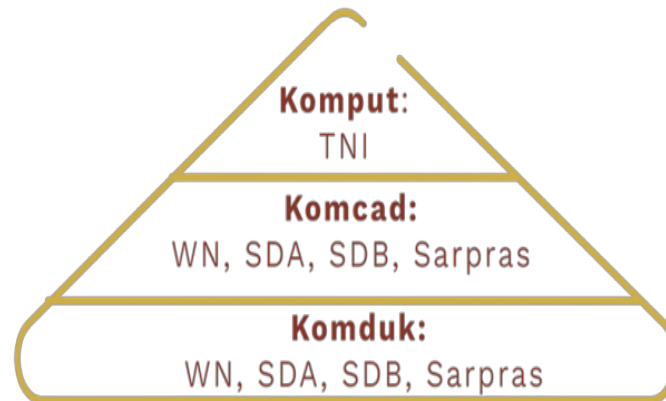 Komput:
TNI
Komcad:
WN, SDA, SDB, Sarpras
Komduk:
WN, SDA, SDB, Sarpras